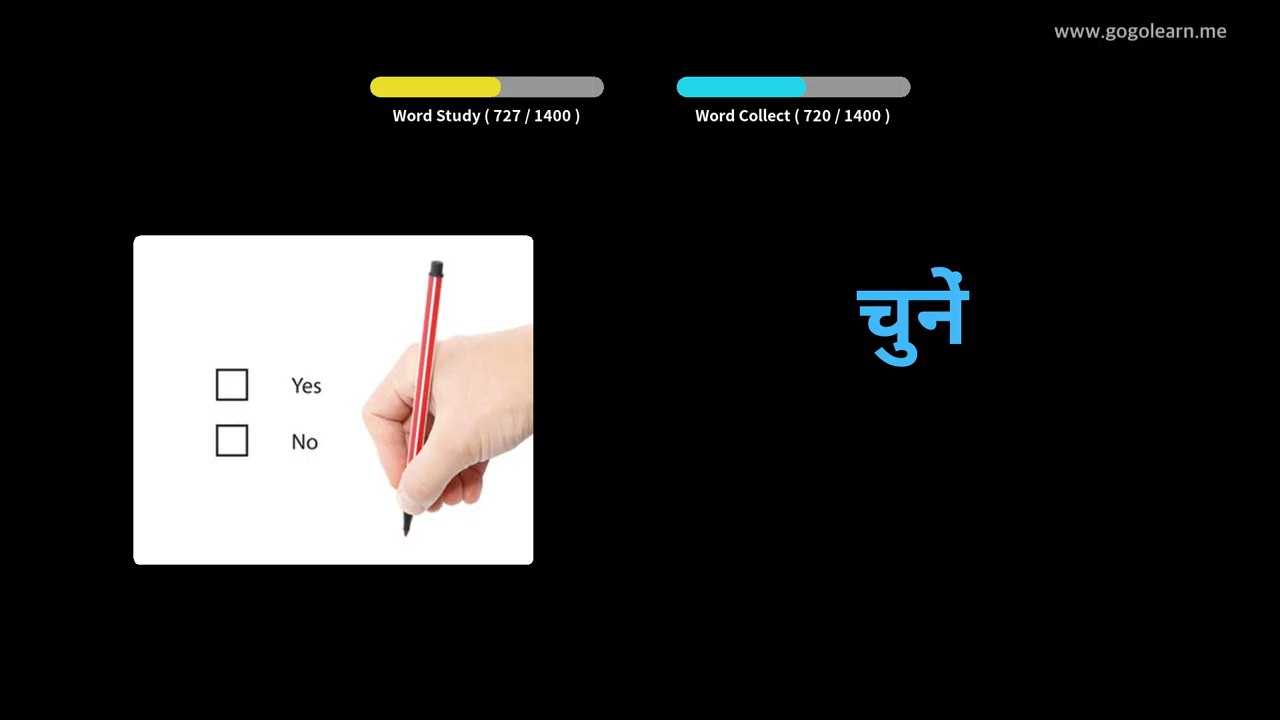 www.gogolearn.me
Word Study ( 727 / 1400 )
Word Collect ( 720 / 1400 )
Yes
No
चुनें